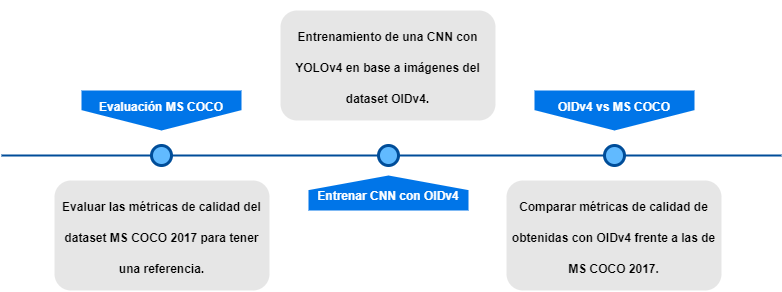 Evaluación MS COCO
Evaluar las métricas de calidad del
dataset MS COCO 2017 para tener
una referencia.
Entrenamiento de una CNN con
YOLOv4 en base a imágenes del
dataset OIDv4.
Entrenar CNN con OIDv4
OIDv4 vs MS COCO
Comparar métricas de calidad de
obtenidas con OIDv4 frente a las de
MS COCO 2017.